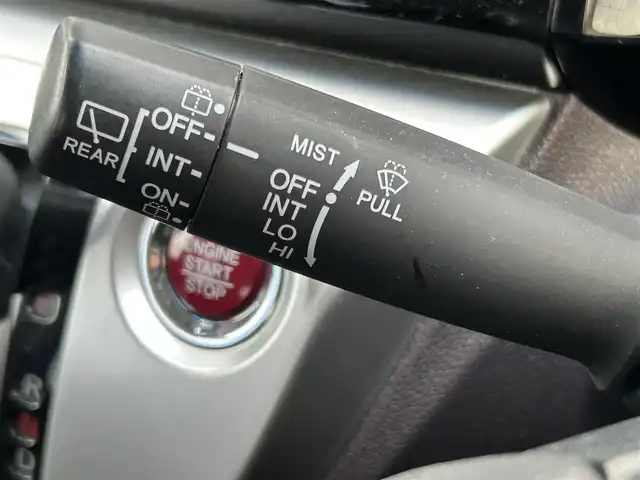 REAR
OFF
INT
ON
MIST
OFF
INT
LO
HI
PULL
ENGINE
START
STOP
R